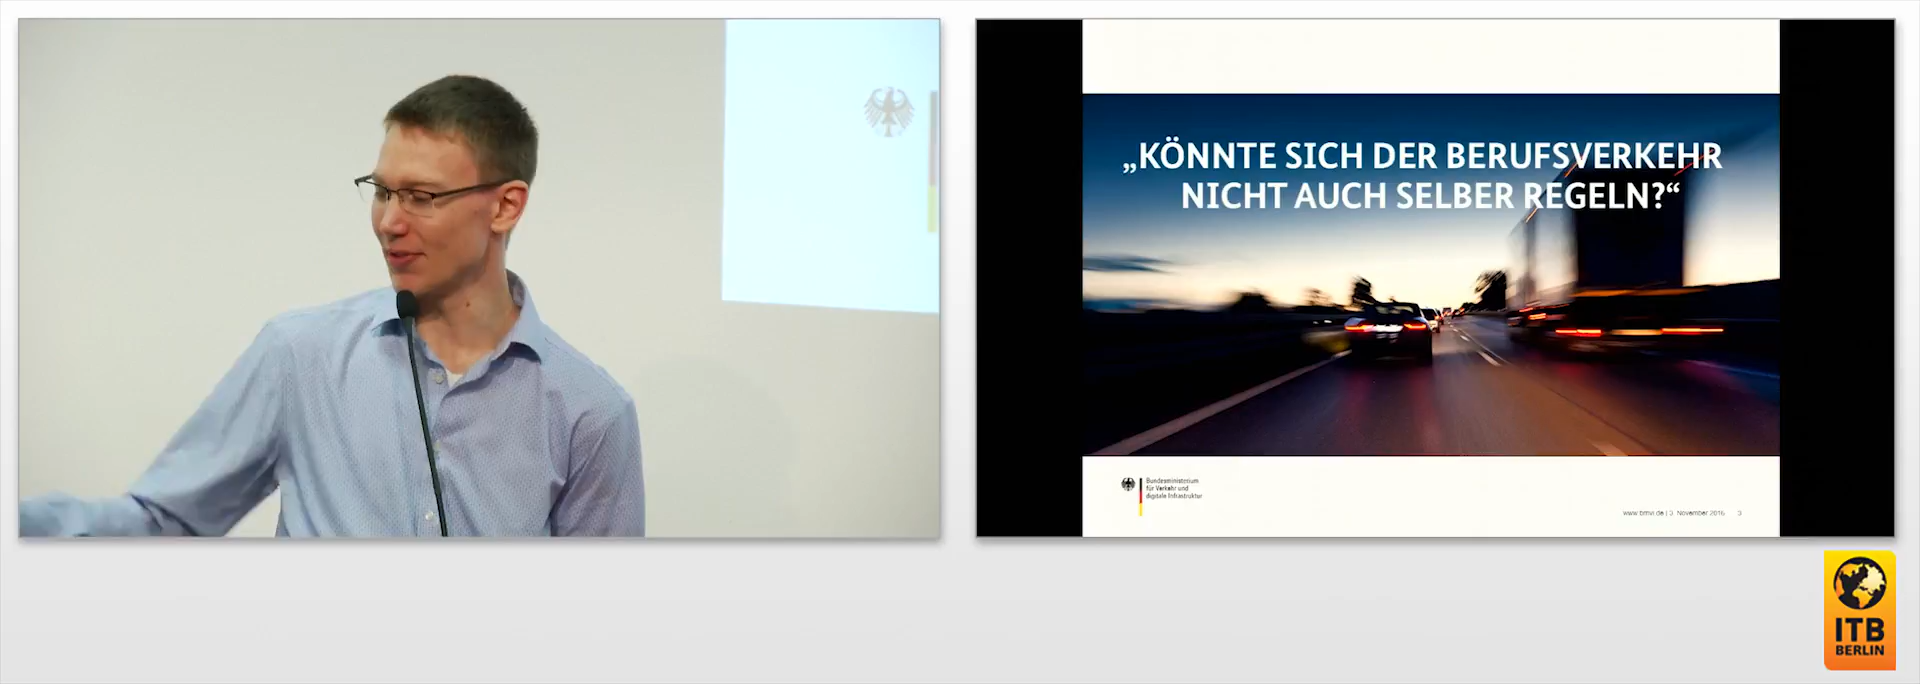 „KÖNNTE SICH DER BERUFSVERKEHR
NICHT AUCH SELBER REGELN?“
Bundesministerium
für Verkehr und
digitale Infrastruktur
www.bmvi.de | 3. November 2016 3
ITB
BERLIN